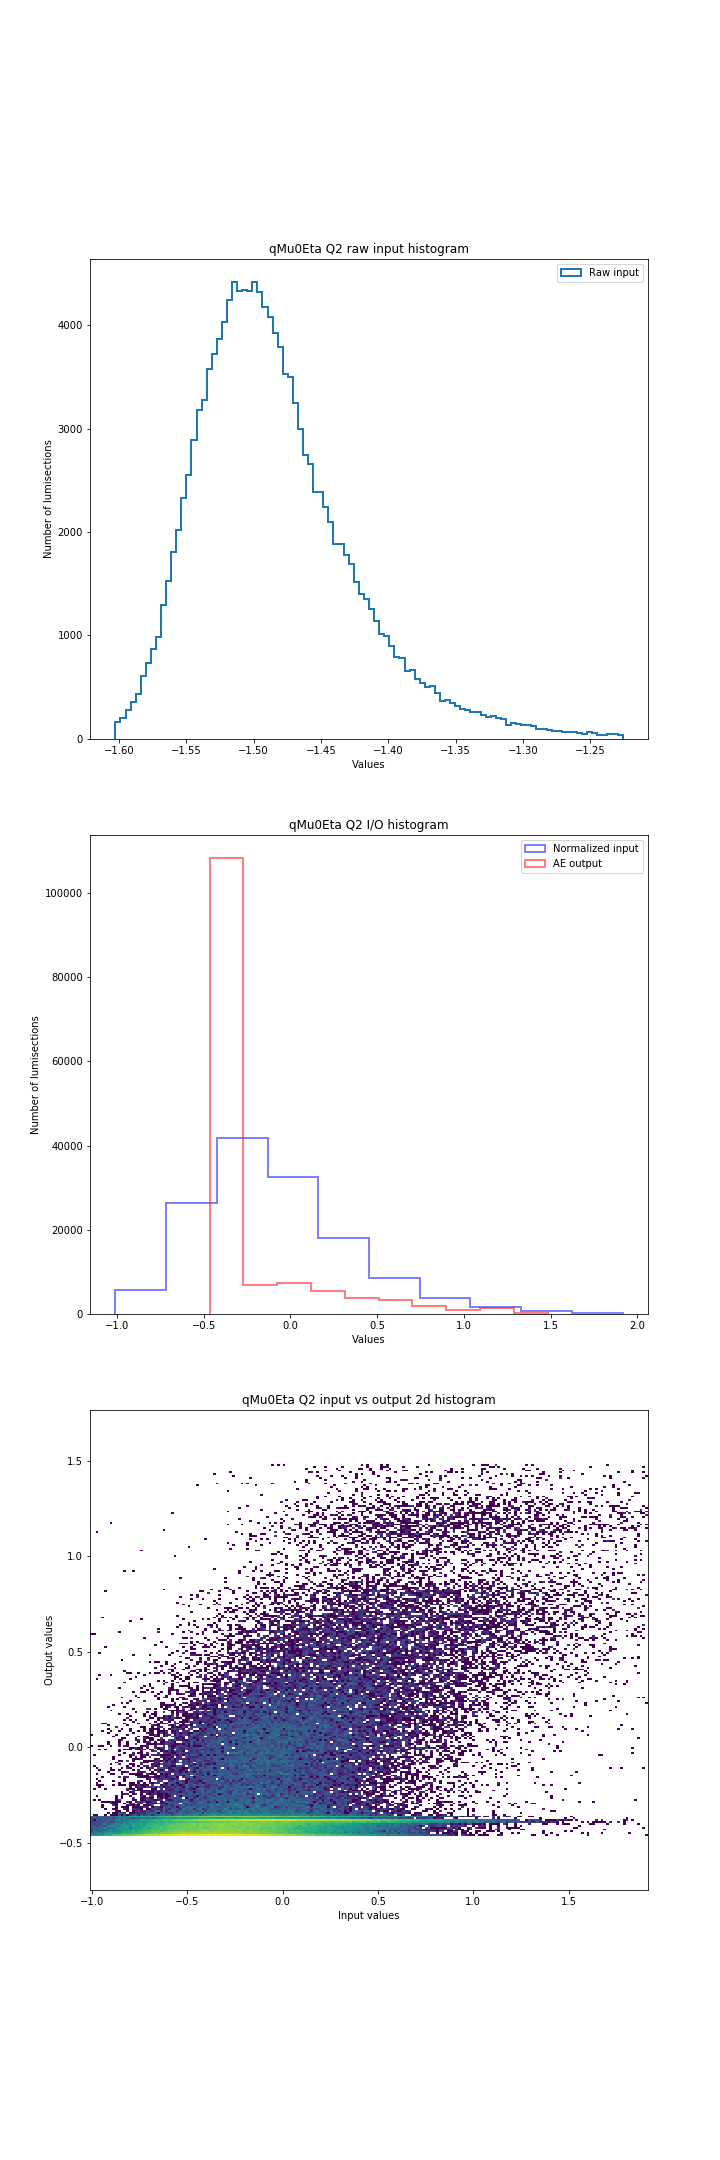 qMu0Eta Q2 raw input histogram
Raw input
4000
3000
2000
1000
0
Number of lumisections
−1.60 −1.55 −1.50 −1.45 −1.40 −1.35 −1.30 −1.25
Values
qMu0Eta Q2 I/O histogram
Normalized input
AE output
100000
80000
60000
40000
20000
0
Number of lumisections
−1.0 −0.5 0.0 0.5 1.0 1.5 2.0
Values
qMu0Eta Q2 input vs output 2d histogram
1.5
1.0
0.5
0.0
−0.5
Output values
−1.0 −0.5 0.0 0.5 1.0 1.5
Input values